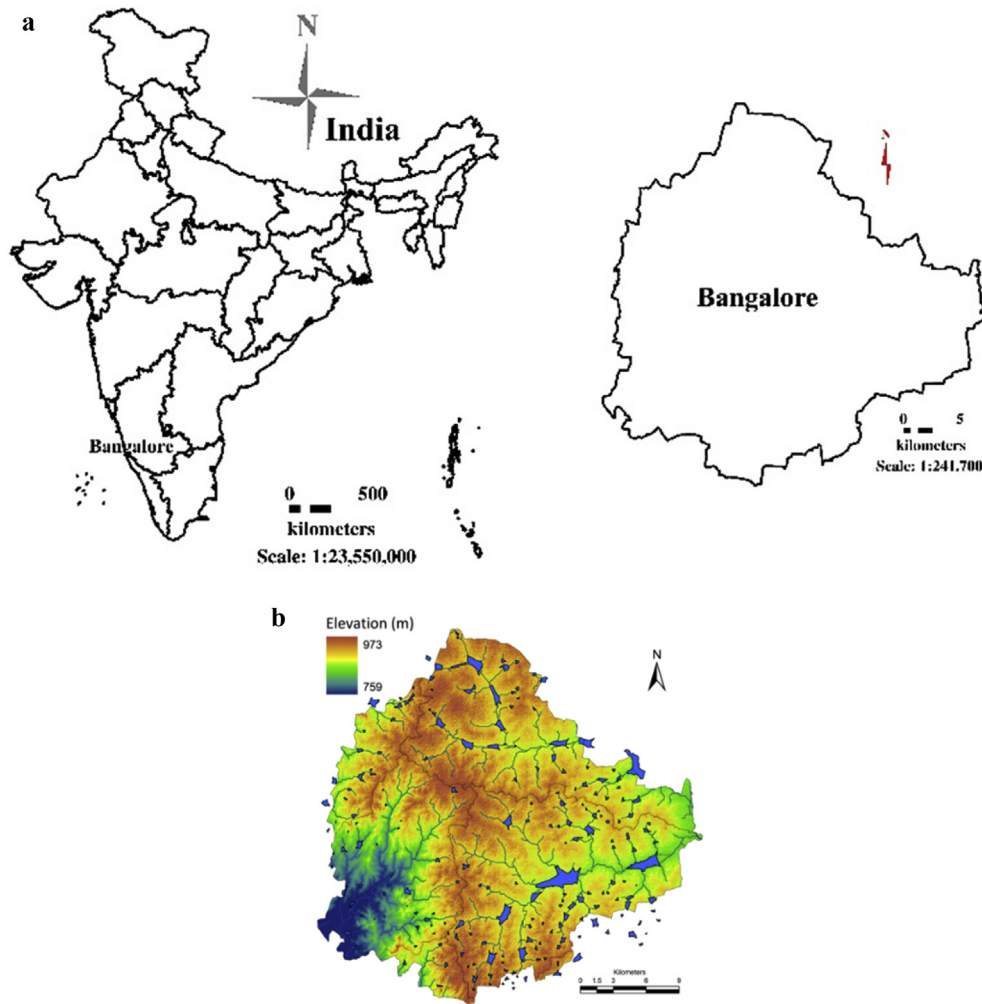 a
N
India
Bangalore
0 500
kilometers
Scale: 1:23,550,000
N
Bangalore
0 5
kilometers
Scale: 1:241,700
b
Elevation (m)
973
759
N
Kilometers
0 1.5 3 6 9